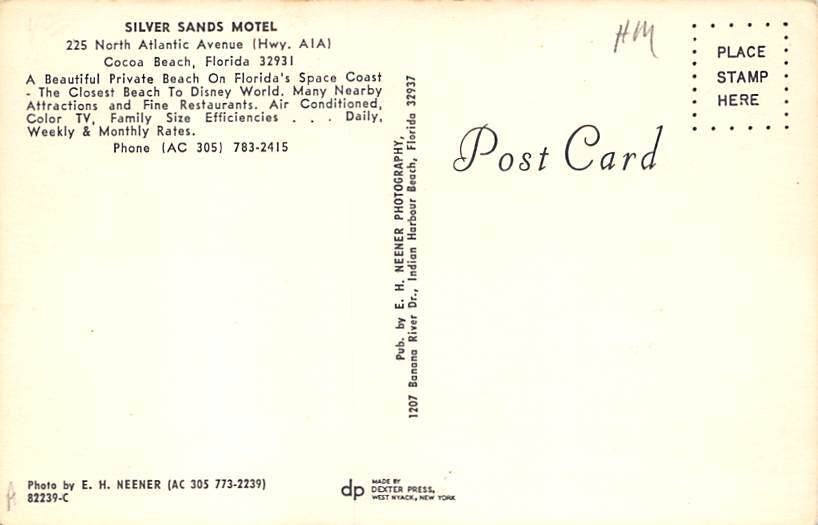 SILVER SANDS MOTEL
225 North Atlantic Avenue (Hwy. A1A)
Cocoa Beach, Florida 32931
A Beautiful Private Beach On Florida's Space Coast
- The Closest Beach To Disney World. Many Nearby
Attractions and Fine Restaurants. Air Conditioned,
Color TV, Family Size Efficiencies . . . Daily,
Weekly & Monthly Rates.
Phone (AC 305) 783-2415
Photo by E. H. NEENER (AC 305 773-2239)
82239-C
Pub. by E. H. NEENER PHOTOGRAPHY,
1207 Banana River Dr., Indian Harbour Beach, Florida 32937
dp
MADE BY
DEXTER PRESS,
WEST NYACK, NEW YORK
HM
PLACE
STAMP
HERE
Post Card